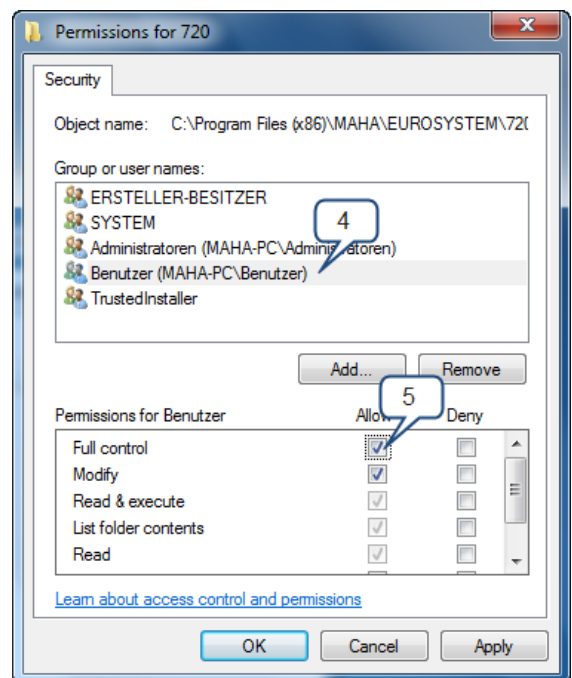 Permissions for 720
Security
Object name: C:\Program Files (x86)\MAHA\EUROSYSTEM\720
Group or user names:
ERSTELLER-BESITZER
SYSTEM
4
Administratoren (MAHA-PC\Administratoren)
Benutzer (MAHA-PC\Benutzer)
TrustedInstaller
Add... Remove
5
Permissions for Benutzer Allow Deny
Full control
Modify
Read & execute
List folder contents
Read
Learn about access control and permissions
OK Cancel Apply